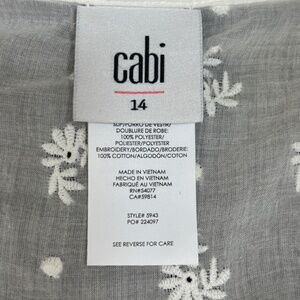 cabi
14
SLIP/FORRO DE VESTIR/
DOUBLURE DE ROBE:
100% POLYESTER/
POLIÉSTER/POLYESTER
EMBROIDERY/BORDADO/BRODERIE:
100% COTTON/ALGODÓN/COTON
MADE IN VIETNAM
HECHO EN VIETNAM
FABRIQUÉ AU VIETNAM
RN#54077
CA#59814
STYLE# 5943
PO# 224097
SEE REVERSE FOR CARE